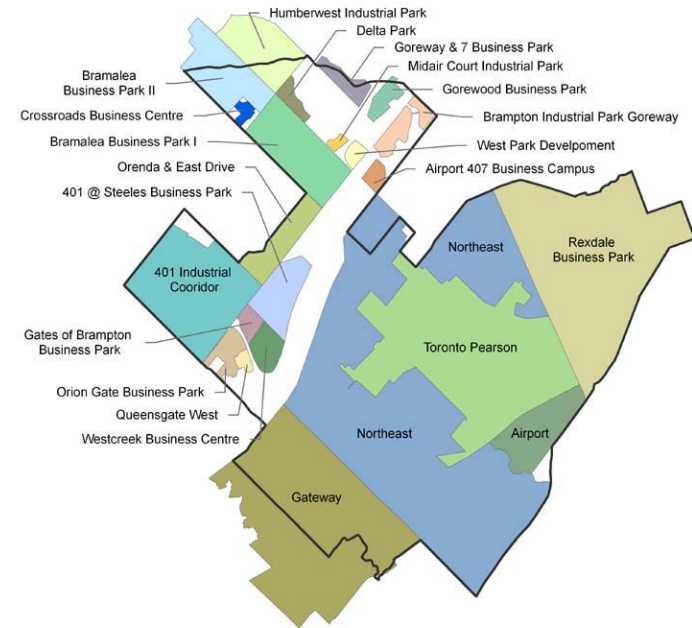 Humberwest Industrial Park
Delta Park
Goreway & 7 Business Park
Midair Court Industrial Park
Bramalea
Business Park II
Gorewood Business Park
Crossroads Business Centre
Brampton Industrial Park Goreway
Bramalea Business Park I
West Park Develpoment
Orenda & East Drive
Airport 407 Business Campus
401 @ Steeles Business Park
Northeast
Rexdale
Business Park
401 Industrial
Cooridor
Gates of Brampton
Business Park
Toronto Pearson
Orion Gate Business Park
Queensgate West
Westcreek Business Centre
Northeast
Airport
Gateway